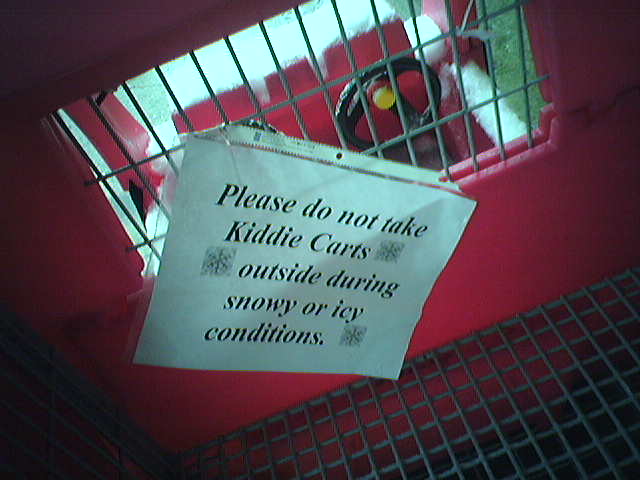 Please do not take
Kiddie Carts
outside during
snowy or icy
conditions.